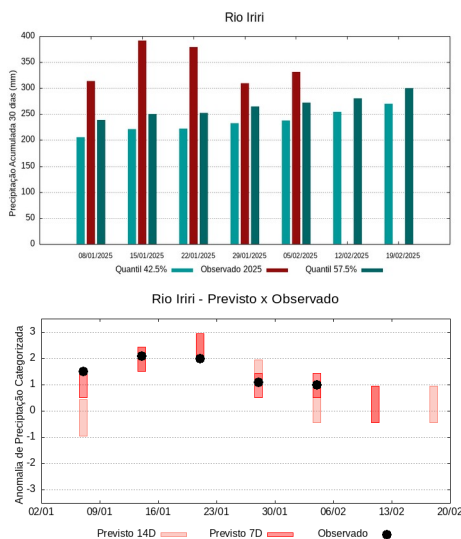 Rio Iriri
Precipitação Acumulada 30 dias (mm)
400
350
300
250
200
150
100
50
0
08/01/2025 15/01/2025 22/01/2025 29/01/2025 05/02/2025 12/02/2025 19/02/2025
Quantil 42.5% Observado 2025 Quantil 57.5%
Rio Iriri - Previsto x Observado
Anomalia de Preciptação Categorizada
3
2
1
0
-1
-2
-3
02/01 09/01 16/01 23/01 30/01 06/02 13/02 20/02
Previsto 14D Previsto 7D Observado